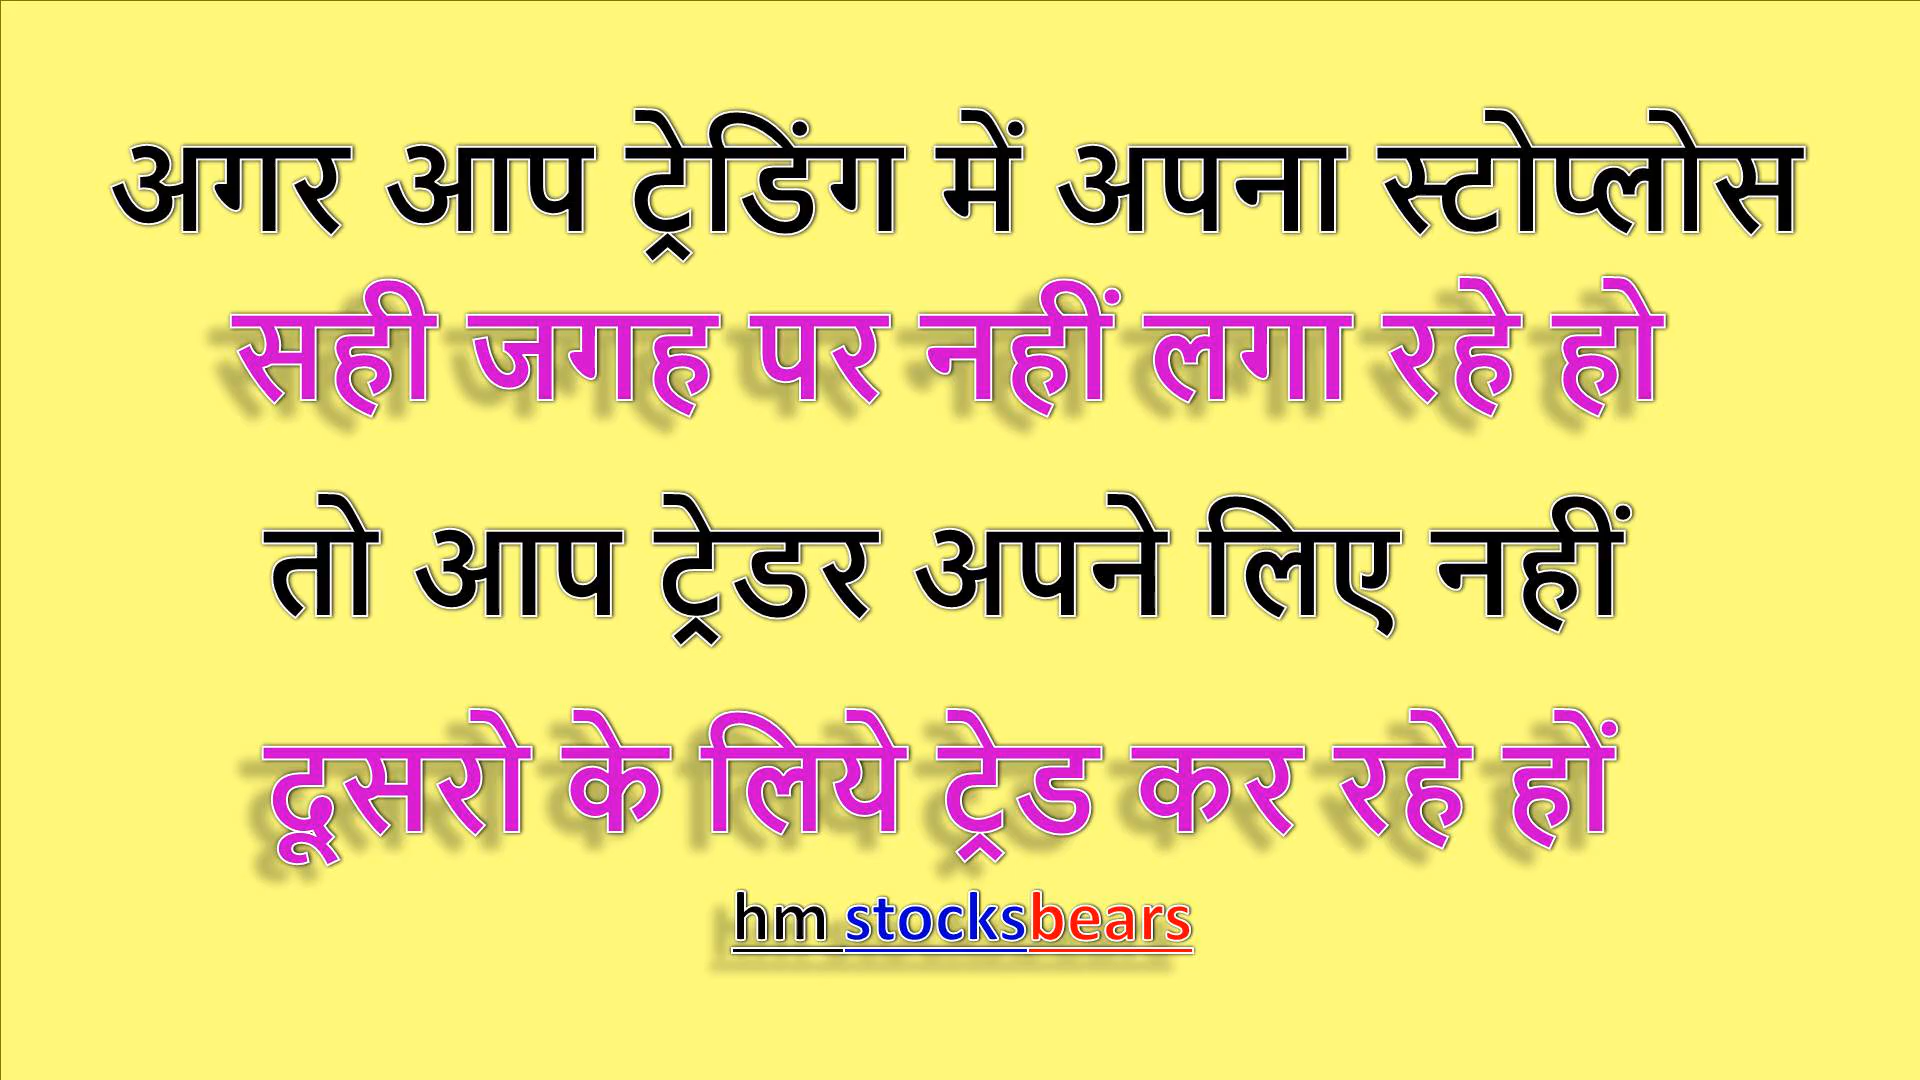 अगर आप ट्रेडिंग में अपना स्टोप्लोस
सही जगह पर नहीं लगा रहे हो
तो आप ट्रेडर अपने लिए नहीं
दूसरो के लिये ट्रेड कर रहे हों
hm stocksbears